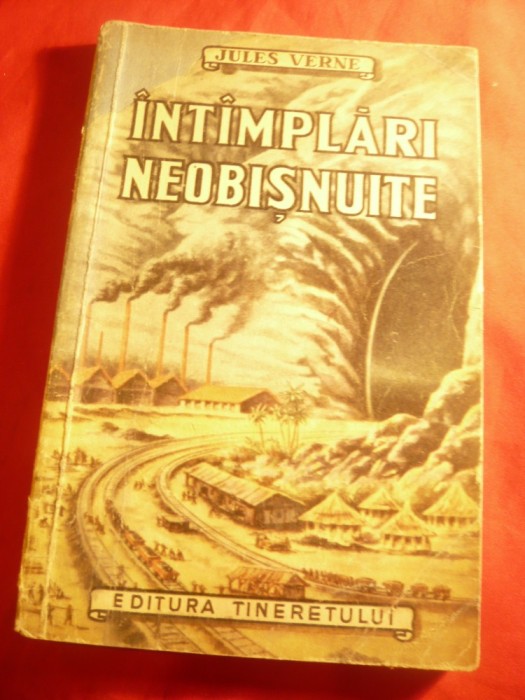 JULES VERNE
ÎNTÎMPLĂRI
NEOBIȘNUITE
EDITURA TINERETULUI